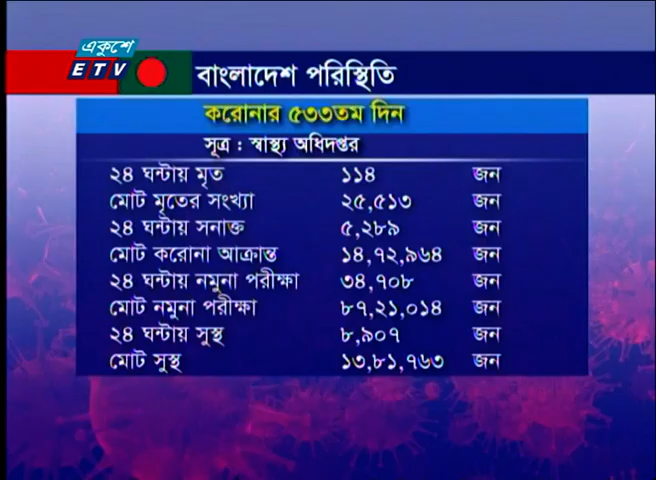 একুশে
ETV
বাংলাদেশ পরিস্থিতি
করোনার ৫৩৩তম দিন
সূত্র : স্বাস্থ্য অধিদপ্তর
২৪ ঘন্টায় মৃত ১১৪ জন
মোট মৃতের সংখ্যা ২৫,৫১৩ জন
২৪ ঘন্টায় সনাক্ত ৫,২৮৯ জন
মোট করোনা আক্রান্ত ১৪,৭২,৯৬৪ জন
২৪ ঘন্টায় নমুনা পরীক্ষা ৩৪,৭০৮ জন
মোট নমুনা পরীক্ষা ৮৭,২১,০১৪ জন
২৪ ঘন্টায় সুস্থ ৮,৯০৭ জন
মোট সুস্থ ১৩,৮১,৭৬৩ জন